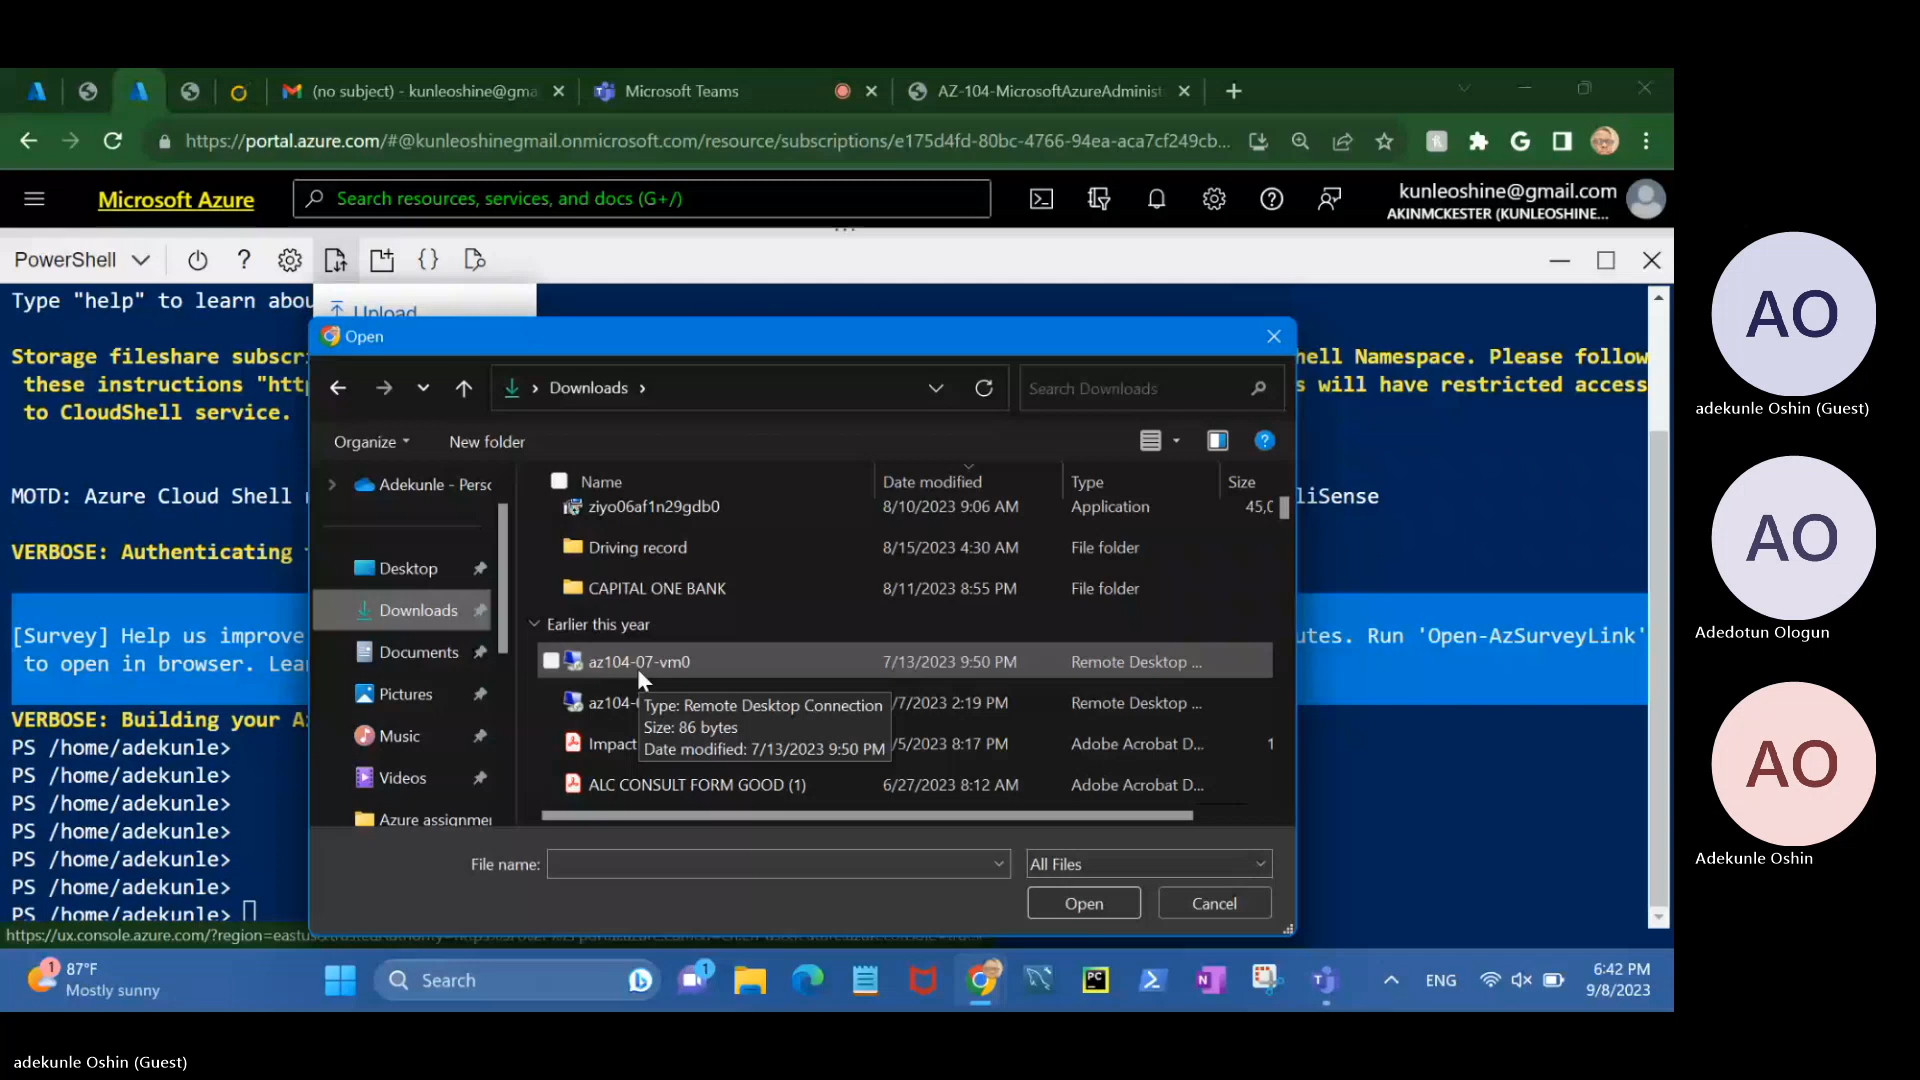 (no subject) - kunleoshine@gma
Microsoft Teams
AZ-104-MicrosoftAzureAdminist
https://portal.azure.com/#@kunleoshinegmail.onmicrosoft.com/resource/subscriptions/e175d4fd-80bc-4766-94ea-aca7cf249cb...
Microsoft Azure
Search resources, services, and docs (G+/)
kunleoshine@gmail.com
AKINMCKESTER (KUNLEOSHINE...
PowerShell
Type "help" to learn abou
Upload
Storage fileshare subscr
hell Namespace. Please follow
these instructions "htt
s will have restricted access
to CloudShell service.
MOTD: Azure Cloud Shell
liSense
VERBOSE: Authenticating
[Survey] Help us improve
utes. Run 'Open-AzSurveyLink'
to open in browser. Lea
VERBOSE: Building your A
PS /home/adekunle>
PS /home/adekunle>
PS /home/adekunle>
PS /home/adekunle>
PS /home/adekunle>
PS /home/adekunle>
PS /home/adekunle>
Open
Downloads
Search Downloads
Organize
New folder
Adekunle - Persc
Desktop
Downloads
Documents
Pictures
Music
Videos
Azure assignmer
Name Date modified Type Size
ziyo06af1n29gdb0 8/10/2023 9:06 AM Application 45,0
Driving record 8/15/2023 4:30 AM File folder
CAPITAL ONE BANK 8/11/2023 8:55 PM File folder
Earlier this year
az104-07-vm0 7/13/2023 9:50 PM Remote Desktop ...
az104- /7/2023 2:19 PM Remote Desktop ...
Impact /5/2023 8:17 PM Adobe Acrobat D... 1
ALC CONSULT FORM GOOD (1) 6/27/2023 8:12 AM Adobe Acrobat D...
Type: Remote Desktop Connection
Size: 86 bytes
Date modified: 7/13/2023 9:50 PM
File name:
All Files
Open
Cancel
https://ux.console.azure.com/?region=eastus
1
87°F
Mostly sunny
Search
1
PC
ENG
6:42 PM
9/8/2023
AO
adekunle Oshin (Guest)
AO
Adedotun Ologun
AO
Adekunle Oshin
adekunle Oshin (Guest)